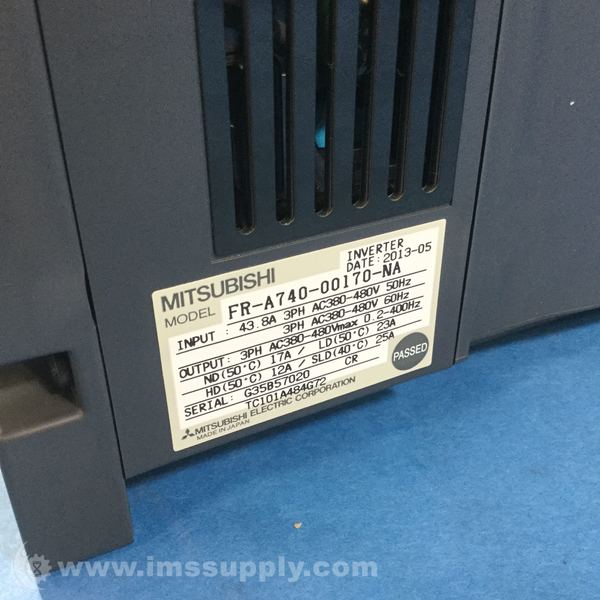 MITSUBISHI
INVERTER
DATE: 2013-05
MODEL FR-A740-00170-NA
INPUT : 43.8A 3PH AC380-480V 50Hz
3PH AC380-480V 60Hz
OUTPUT: 3PH AC380-480Vmax 0.2-400Hz
ND(50°C) 17A / LD(50°C) 23A
HD(50°C) 12A / SLD(40°C) 25A
SERIAL: G35B57020 CR
TC101A484G72
PASSED
MITSUBISHI ELECTRIC CORPORATION
MADE IN JAPAN
www.imssupply.com